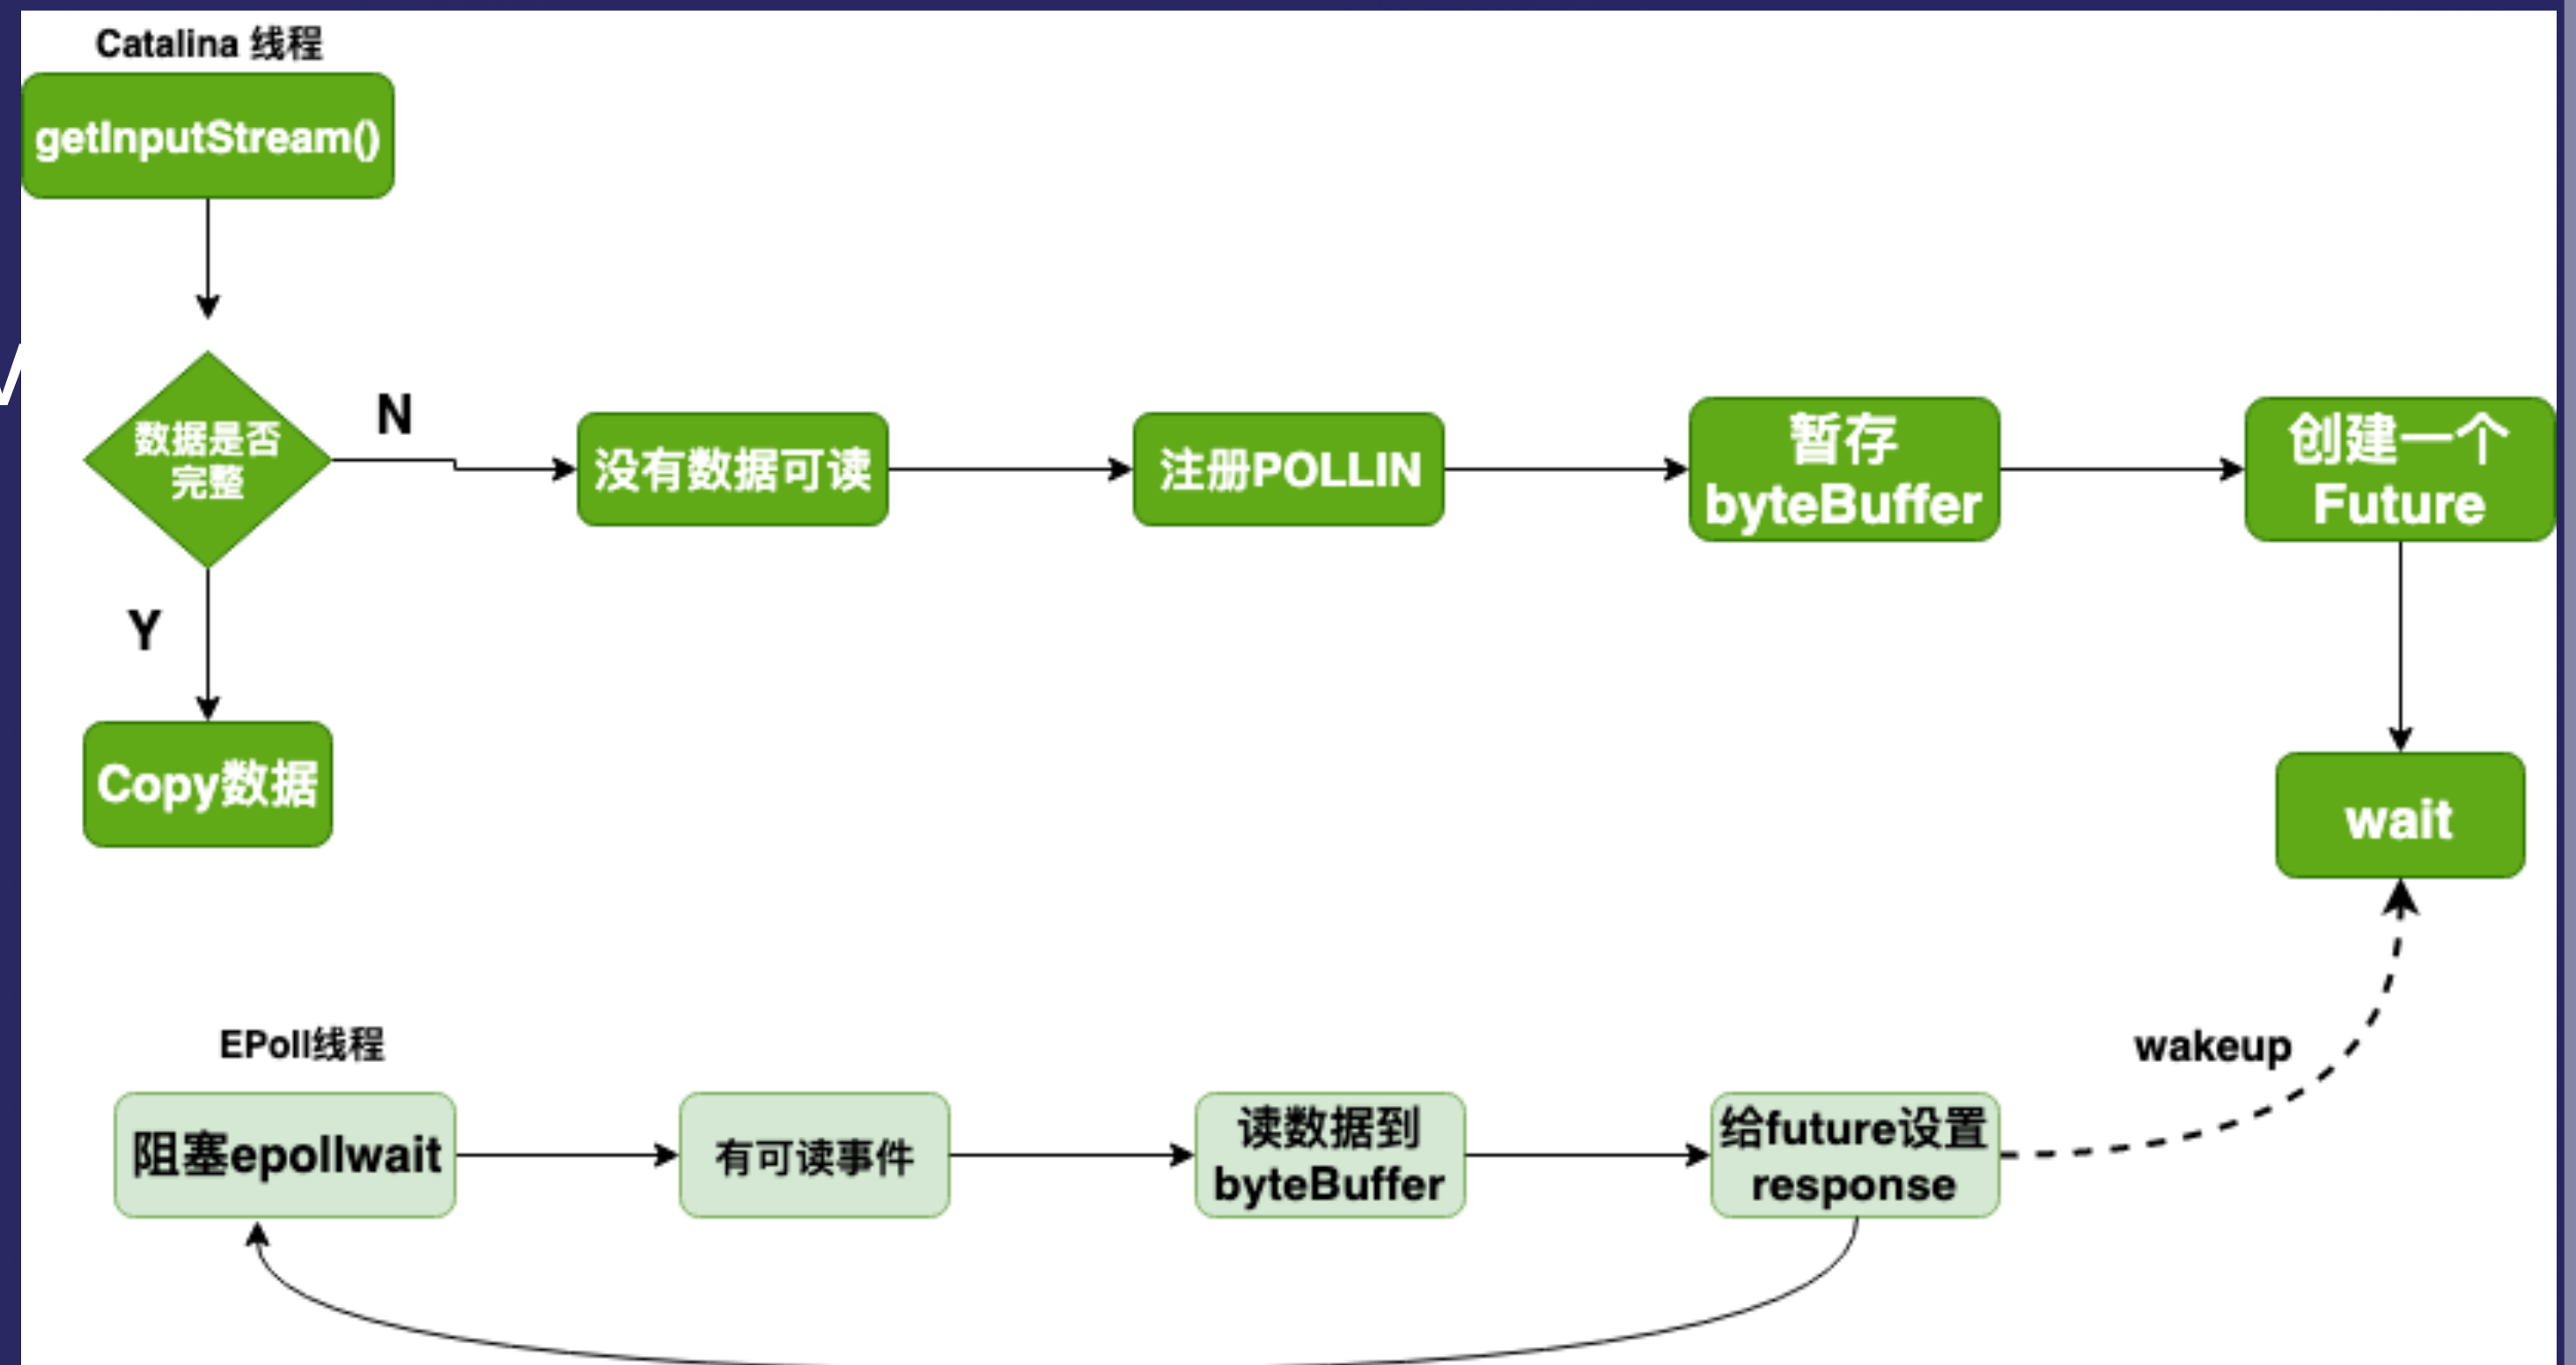 Catalina 线程
getInputStream()
数据是否
完整
N
没有数据可读
注册POLLIN
暂存
byteBuffer
创建一个
Future
Y
Copy数据
wait
EPoll线程
wakeup
阻塞epollwait
有可读事件
读数据到
byteBuffer
给future设置
response